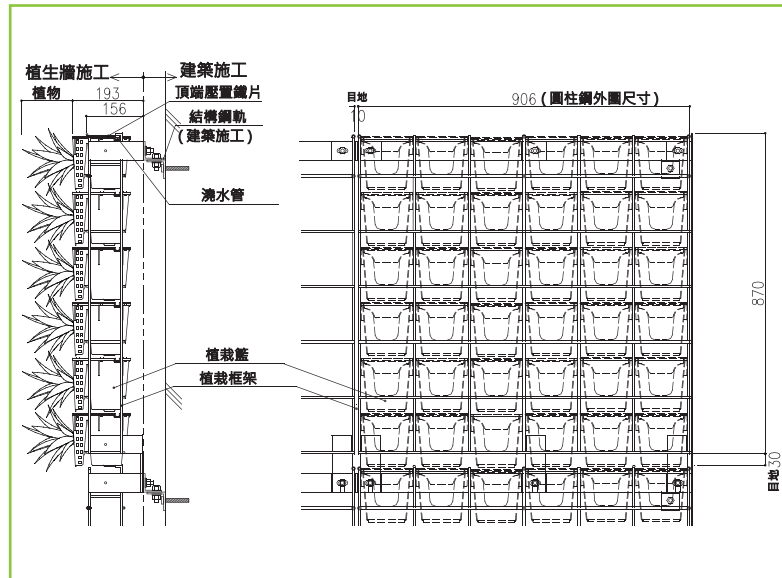 植生牆施工
建築施工
植物
193
156
頂端壓置鐵片
結構鋼軌
(建築施工)
澆水管
植栽籃
植栽框架
目地
10
906 (圓柱鋼外圍尺寸)
870
30
目地